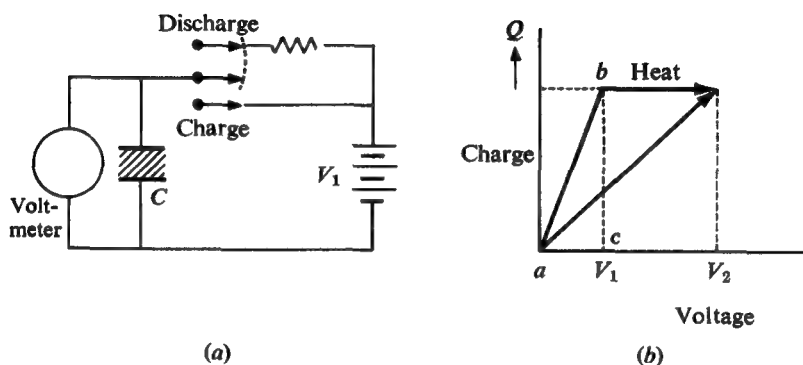 Discharge
Charge
Volt-
meter
C
V1
(a)
Q
b Heat
Charge
c
a V1 V2
Voltage
(b)